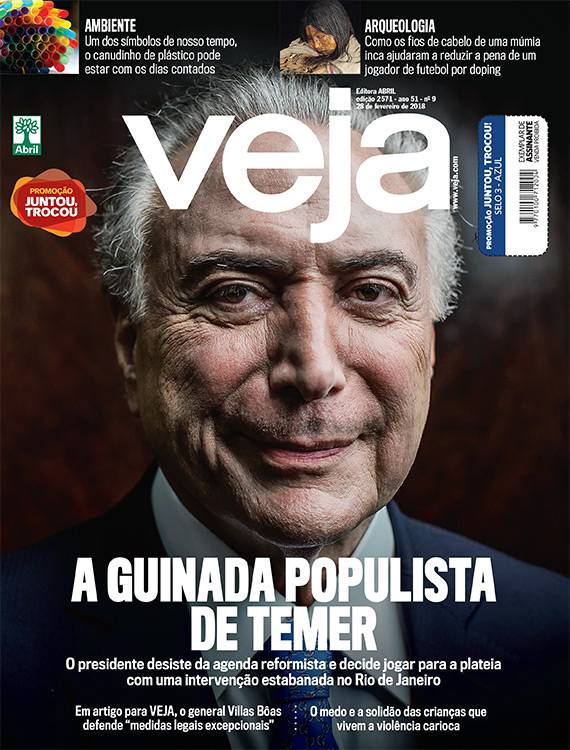 AMBIENTE
Um dos símbolos de nosso tempo,
o canudinho de plástico pode
estar com os dias contados
ARQUEOLOGIA
Como os fios de cabelo de uma múmia
inca ajudaram a reduzir a pena de um
jogador de futebol por doping
Editora ABRIL
edição 2571 - ano 51 - nº 9
28 de fevereiro de 2018
Abril
veja
www.veja.com
PROMOÇÃO
JUNTOU,
TROCOU
PROMOÇÃO JUNTOU, TROCOU!
SELO 3 - AZUL
EXEMPLAR DE
ASSINANTE
VENDA PROIBIDA
A GUINADA POPULISTA
DE TEMER
O presidente desiste da agenda reformista e decide jogar para a plateia
com uma intervenção estabanada no Rio de Janeiro
Em artigo para VEJA, o general Villas Bôas
defende “medidas legais excepcionais”
O medo e a solidão das crianças que
vivem a violência carioca